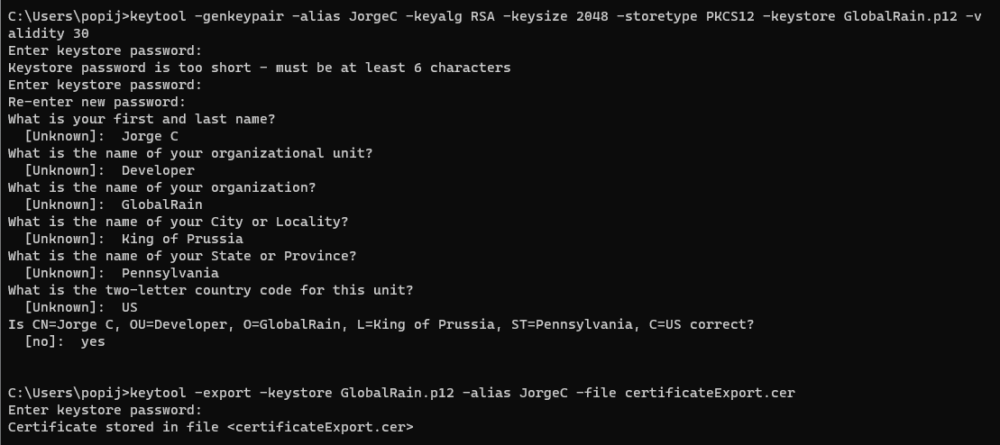 C:\Users\popij>keytool -genkeypair -alias JorgeC -keyalg RSA -keysize 2048 -storetype PKCS12 -keystore GlobalRain.p12 -v
alidity 30
Enter keystore password:
Keystore password is too short - must be at least 6 characters
Enter keystore password:
Re-enter new password:
What is your first and last name?
  [Unknown]:  Jorge C
What is the name of your organizational unit?
  [Unknown]:  Developer
What is the name of your organization?
  [Unknown]:  GlobalRain
What is the name of your City or Locality?
  [Unknown]:  King of Prussia
What is the name of your State or Province?
  [Unknown]:  Pennsylvania
What is the two-letter country code for this unit?
  [Unknown]:  US
Is CN=Jorge C, OU=Developer, O=GlobalRain, L=King of Prussia, ST=Pennsylvania, C=US correct?
  [no]:  yes
C:\Users\popij>keytool -export -keystore GlobalRain.p12 -alias JorgeC -file certificateExport.cer
Enter keystore password:
Certificate stored in file <certificateExport.cer>